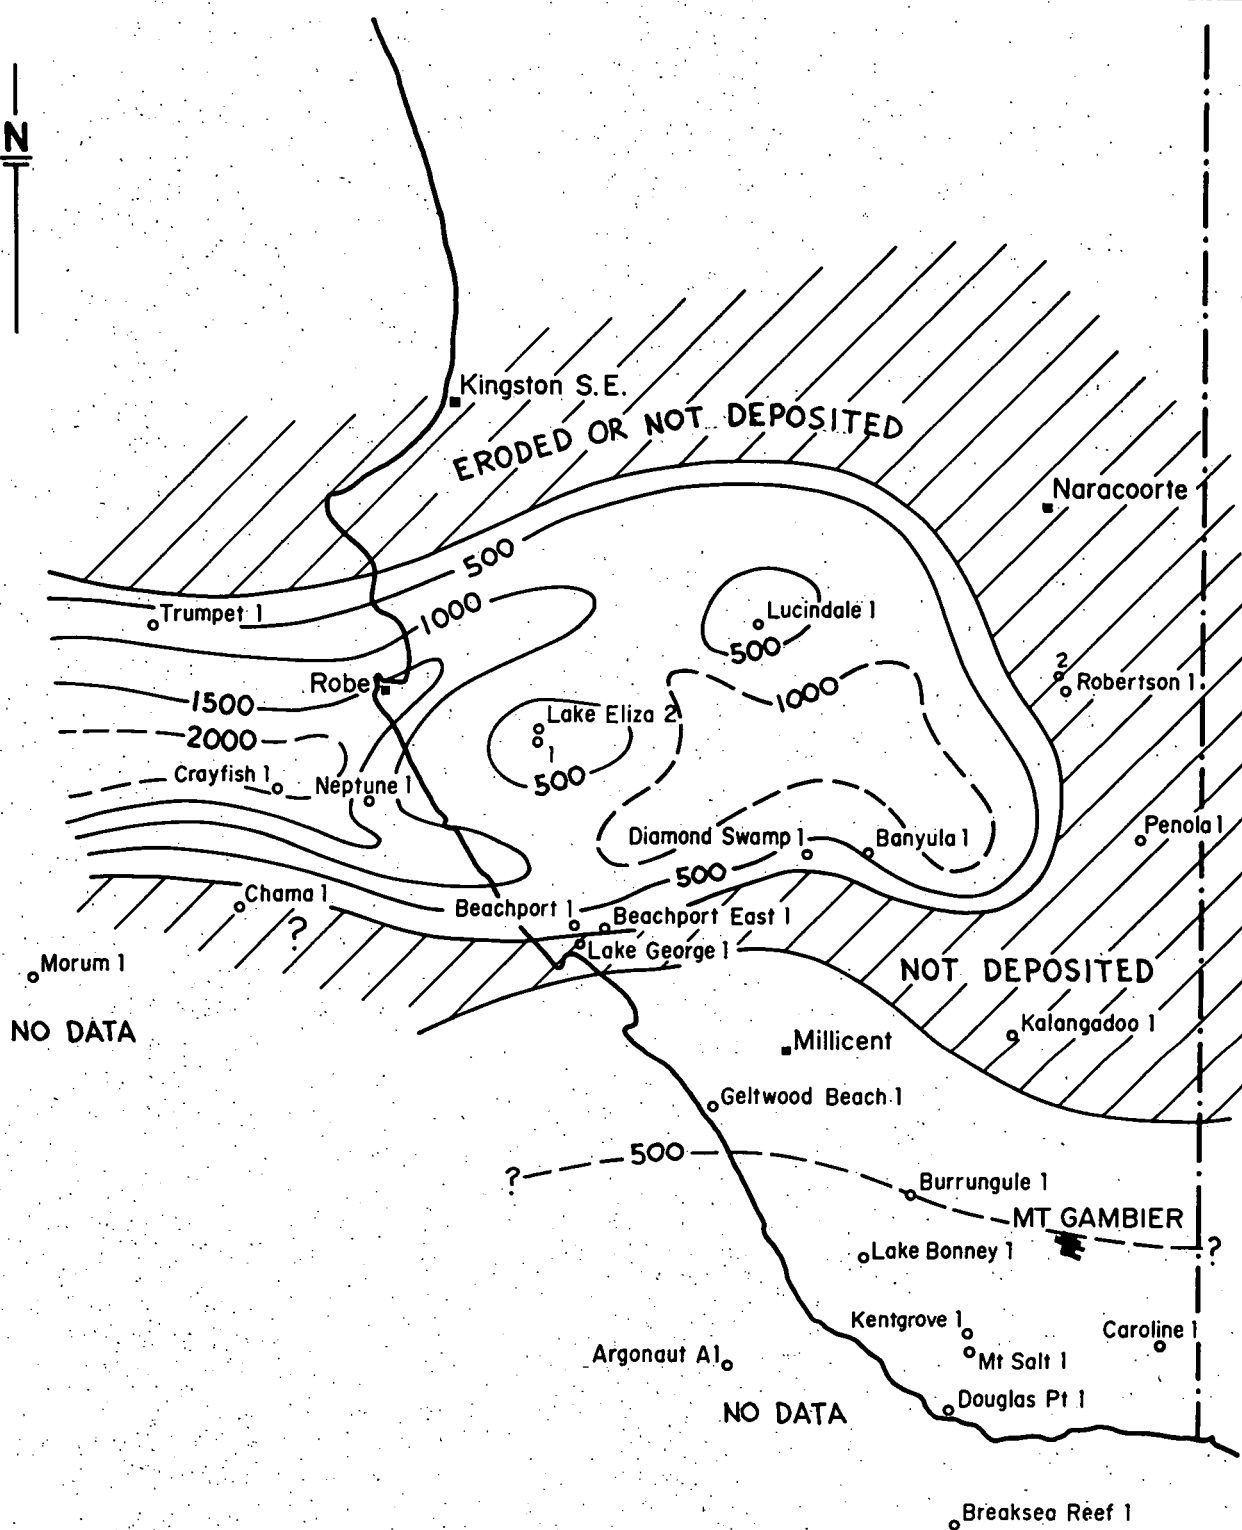 N
Kingston S.E.
ERODED OR NOT DEPOSITED
Naracoorte
500
Trumpet 1
1000
Lucindale 1
500
2
Robertson 1
Robe
1500
1000
Lake Eliza 2
1
2000
500
Crayfish 1
Neptune 1
Diamond Swamp 1
Banyula 1
Penola 1
500
Chama 1
?
Beachport 1
Beachport East 1
Lake George 1
Morum 1
NOT DEPOSITED
NO DATA
Kalangadoo 1
Millicent
Geltwood Beach 1
500
?
Burrungule 1
MT GAMBIER
?
Lake Bonney 1
Kentgrove 1
Caroline 1
Argonaut A1
Mt Salt 1
Douglas Pt 1
NO DATA
Breaksea Reef 1